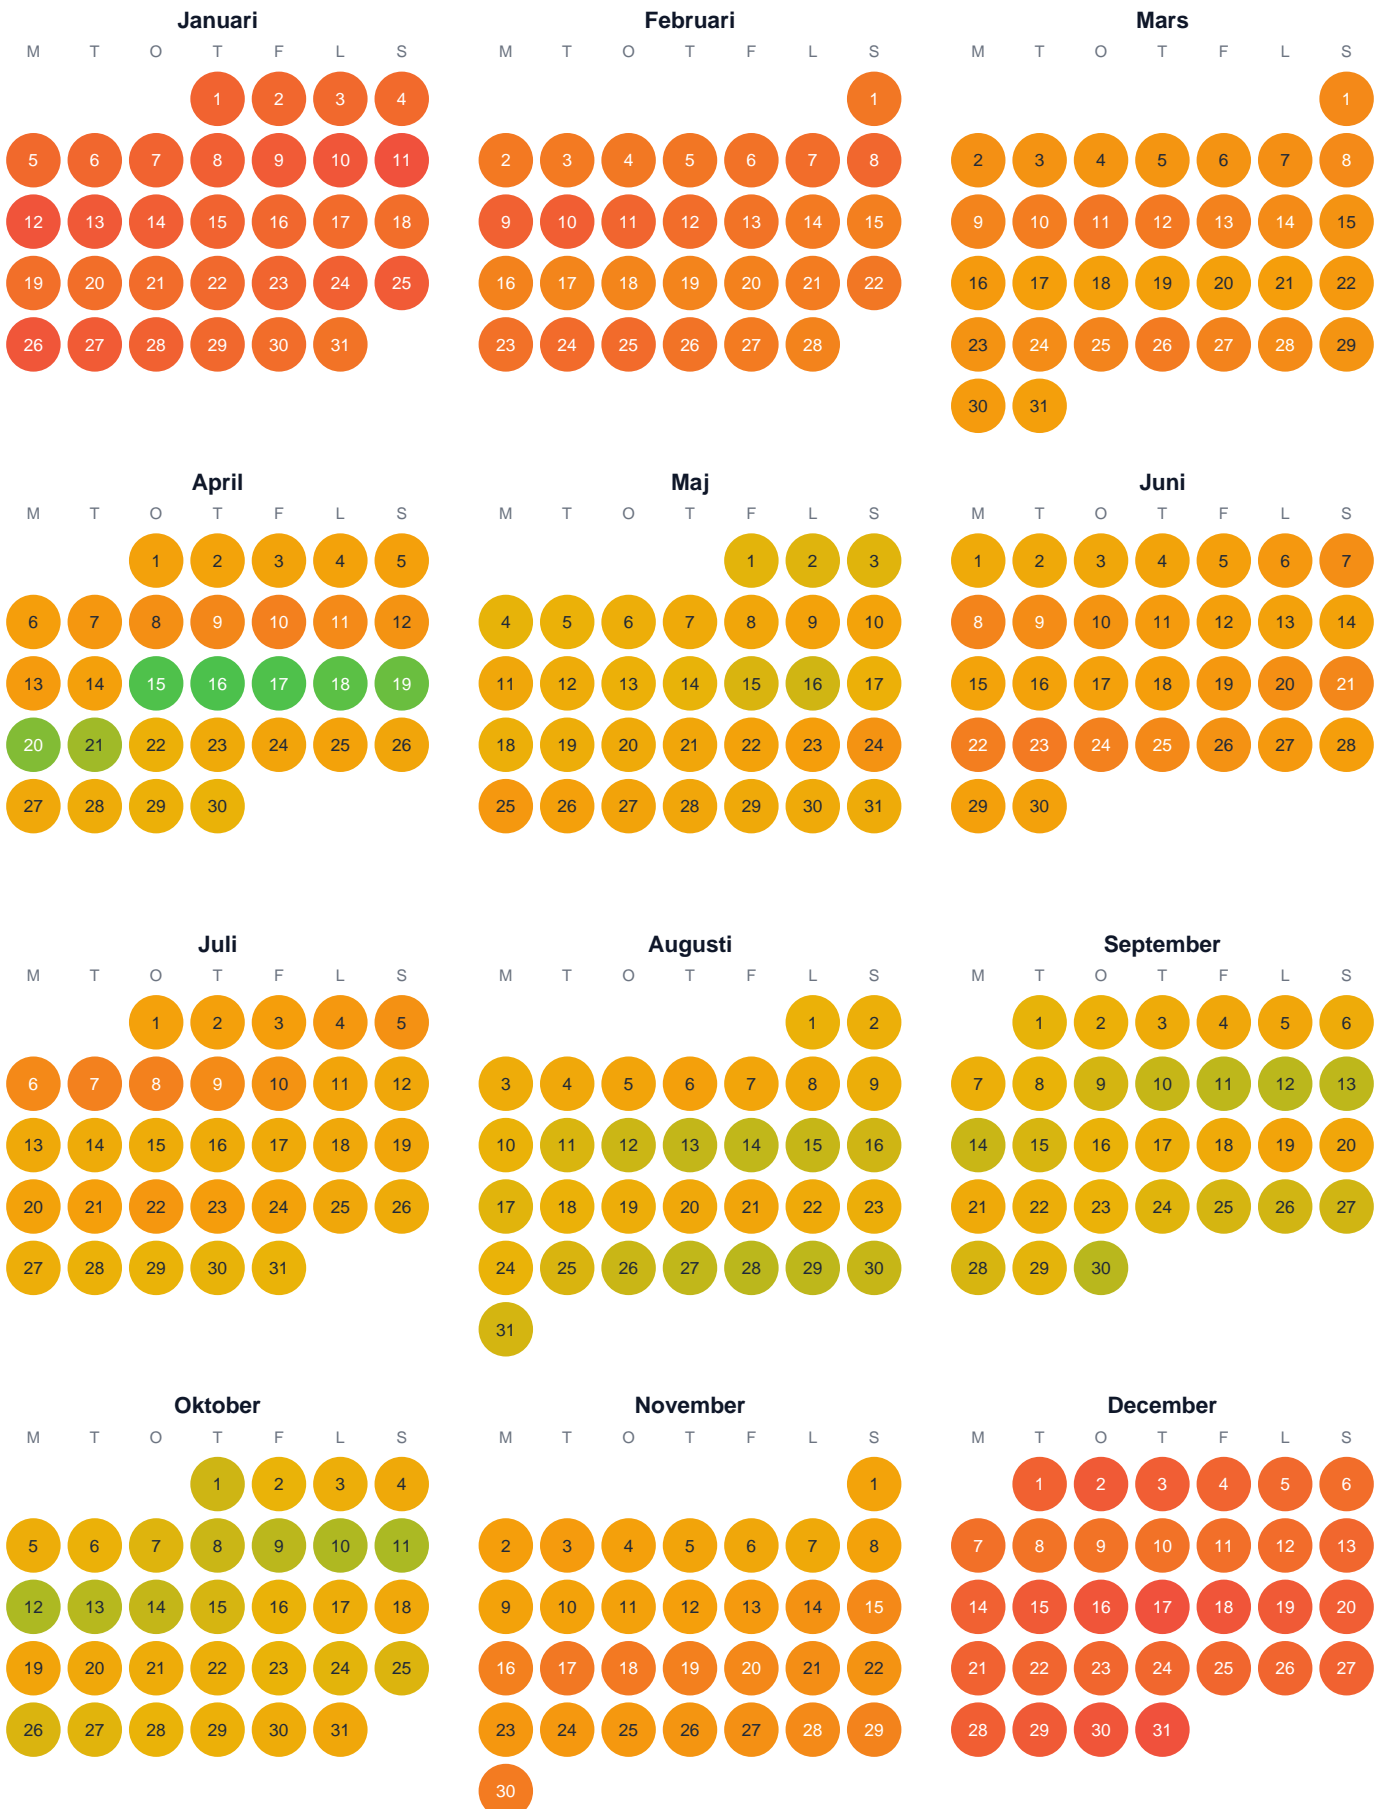 Januari Februari Mars
M T O T F L S M T O T F L S M T O T F L S
1 2 3 4 1 1
5 6 7 8 9 10 11 2 3 4 5 6 7 8 2 3 4 5 6 7 8
12 13 14 15 16 17 18 9 10 11 12 13 14 15 9 10 11 12 13 14 15
19 20 21 22 23 24 25 16 17 18 19 20 21 22 16 17 18 19 20 21 22
26 27 28 29 30 31 23 24 25 26 27 28 23 24 25 26 27 28 29
30 31
April Maj Juni
M T O T F L S M T O T F L S M T O T F L S
1 2 3 4 5 1 2 3 1 2 3 4 5 6 7
6 7 8 9 10 11 12 4 5 6 7 8 9 10 8 9 10 11 12 13 14
13 14 15 16 17 18 19 11 12 13 14 15 16 17 15 16 17 18 19 20 21
20 21 22 23 24 25 26 18 19 20 21 22 23 24 22 23 24 25 26 27 28
27 28 29 30 25 26 27 28 29 30 31 29 30
Juli Augusti September
M T O T F L S M T O T F L S M T O T F L S
1 2 3 4 5 1 2 1 2 3 4 5 6
6 7 8 9 10 11 12 3 4 5 6 7 8 9 7 8 9 10 11 12 13
13 14 15 16 17 18 19 10 11 12 13 14 15 16 14 15 16 17 18 19 20
20 21 22 23 24 25 26 17 18 19 20 21 22 23 21 22 23 24 25 26 27
27 28 29 30 31 24 25 26 27 28 29 30 28 29 30
31
Oktober November December
M T O T F L S M T O T F L S M T O T F L S
1 2 3 4 1 1 2 3 4 5 6
5 6 7 8 9 10 11 2 3 4 5 6 7 8 7 8 9 10 11 12 13
12 13 14 15 16 17 18 9 10 11 12 13 14 15 14 15 16 17 18 19 20
19 20 21 22 23 24 25 16 17 18 19 20 21 22 21 22 23 24 25 26 27
26 27 28 29 30 31 23 24 25 26 27 28 29 28 29 30 31
30